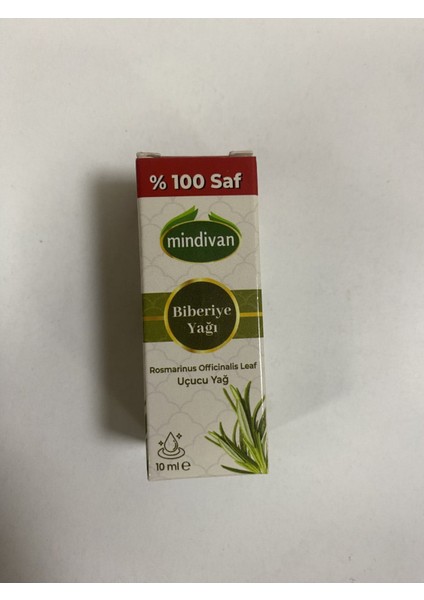 % 100 Saf
mindivan
Biberiye
Yağı
Rosmarinus Officinalis Leaf
Uçucu Yağ
10 ml ℮